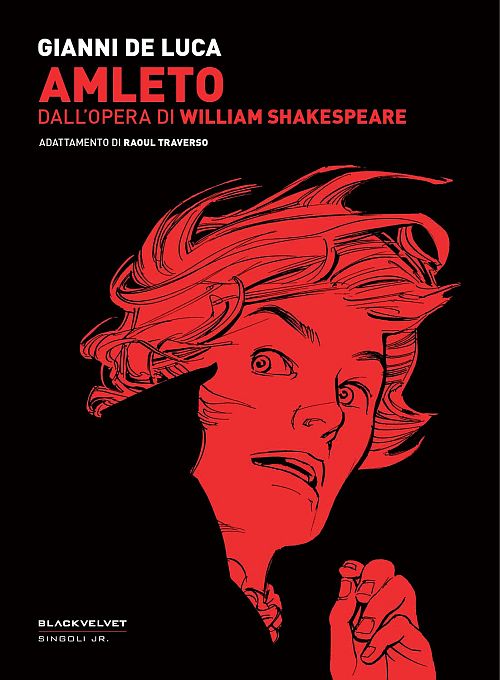 GIANNI DE LUCA
AMLETO
DALL'OPERA DI WILLIAM SHAKESPEARE
ADATTAMENTO DI RAOUL TRAVERSO
BLACKVELVET
SINGOLI JR.